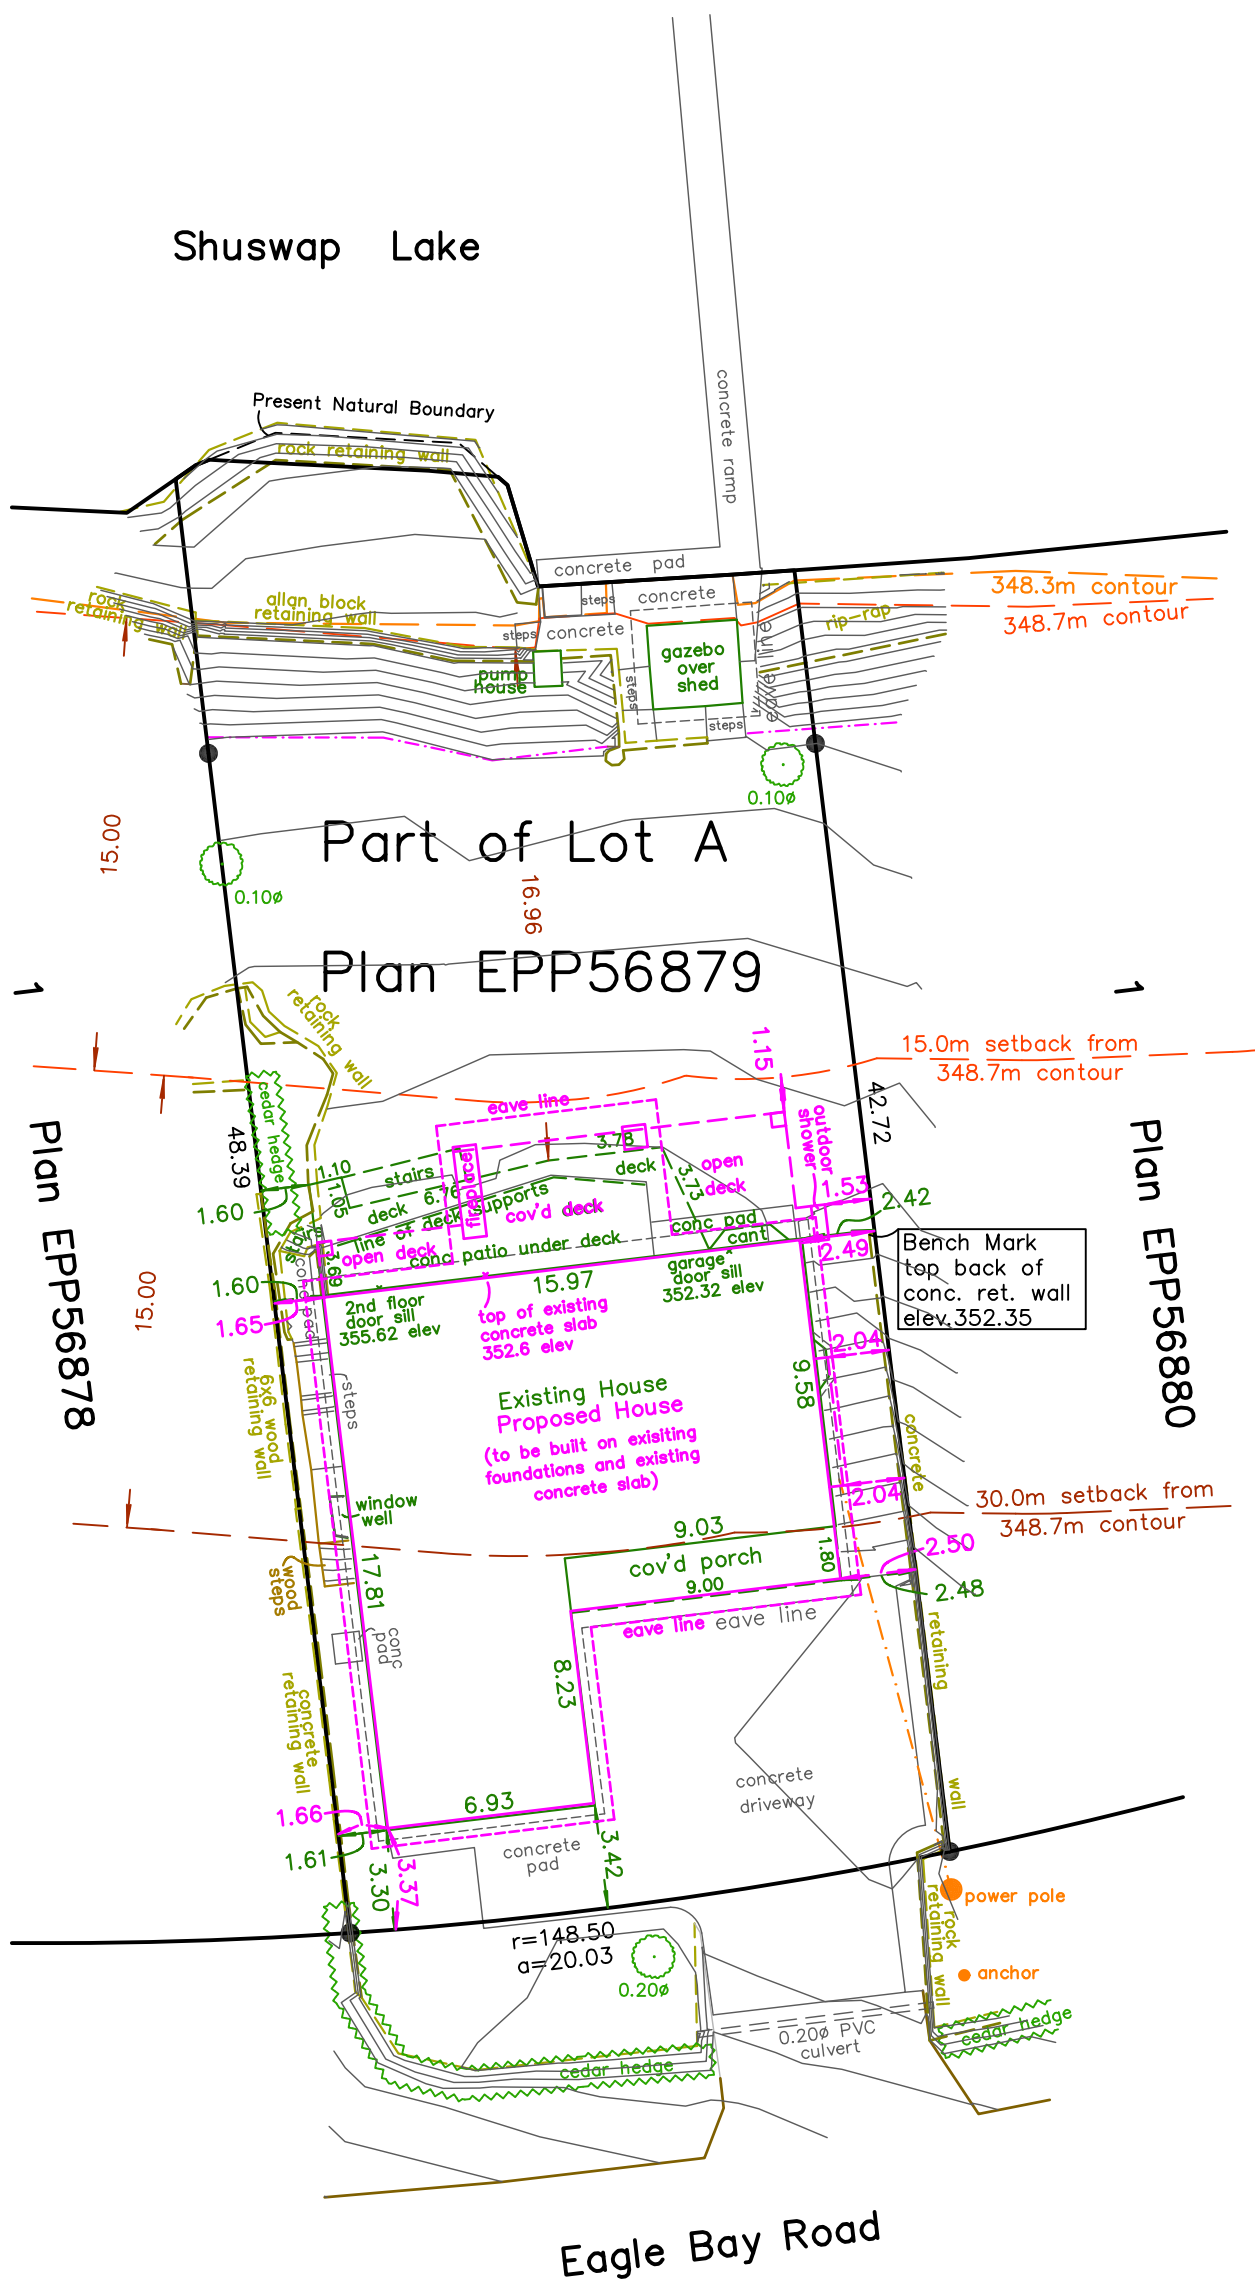 Shuswap Lake
concrete ramp
Present Natural Boundary
rock retaining wall
concrete pad
348.3m contour
348.7m contour
rock
retaining wall
allan block
retaining wall
steps
concrete
steps
concrete
eave line
rip-rap
gazebo
over
shed
pump
house
steps
steps
0.10ø
15.00
Part of Lot A
0.10ø
16.96
Plan EPP56879
1
1
rock
retaining wall
1.15
15.0m setback from
348.7m contour
cedar hedge
eave line
48.39
42.72
Plan EPP56878
Plan EPP56880
outdoor
shower
3.78
1.10
stairs
deck
open
deck
1.05
6.76
fireplace
3.73
1.53
2.42
1.60
deck
line of deck supports
cov'd deck
conc pad
cant
stairs
open deck
conc patio under deck
2.49
Bench Mark
top back of
conc. ret. wall
elev.352.35
3.69
conc pad
1.60
1.65
15.00
15.97
garage
door sill
352.32 elev
2nd floor
door sill
355.62 elev
top of existing
concrete slab
352.6 elev
2.04
9.58
6x6 wood
retaining wall
steps
Existing House
Proposed House
(to be built on exisiting
foundations and existing
concrete slab)
concrete
2.04
window
well
30.0m setback from
348.7m contour
9.03
cov'd porch
1.80
9.00
2.50
2.48
wood
steps
17.81
conc
pad
eave line
eave line
retaining
8.23
concrete
retaining wall
concrete
driveway
wall
6.93
1.66
1.61
3.30
3.37
concrete
pad
3.42
power pole
rock
retaining wall
r=148.50
a=20.03
anchor
0.20ø
0.20ø PVC
culvert
cedar hedge
cedar hedge
Eagle Bay Road